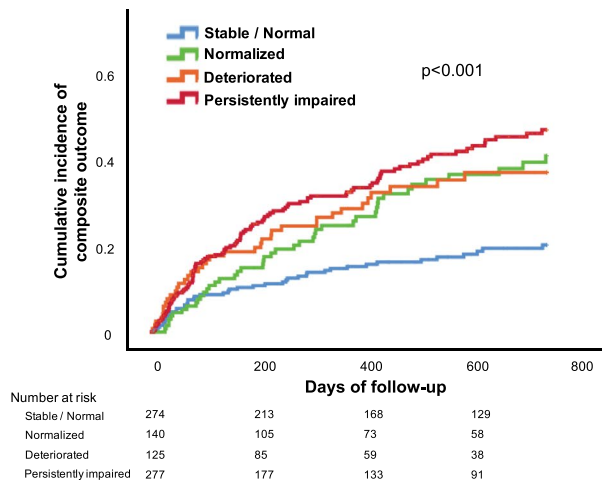 Stable / Normal
Normalized
Deteriorated
Persistently impaired
p<0.001
Cumulative incidence of
composite outcome
0.6
0.4
0.2
0
0 200 400 600 800
Days of follow-up
Number at risk
Stable / Normal 274 213 168 129
Normalized 140 105 73 58
Deteriorated 125 85 59 38
Persistently impaired 277 177 133 91